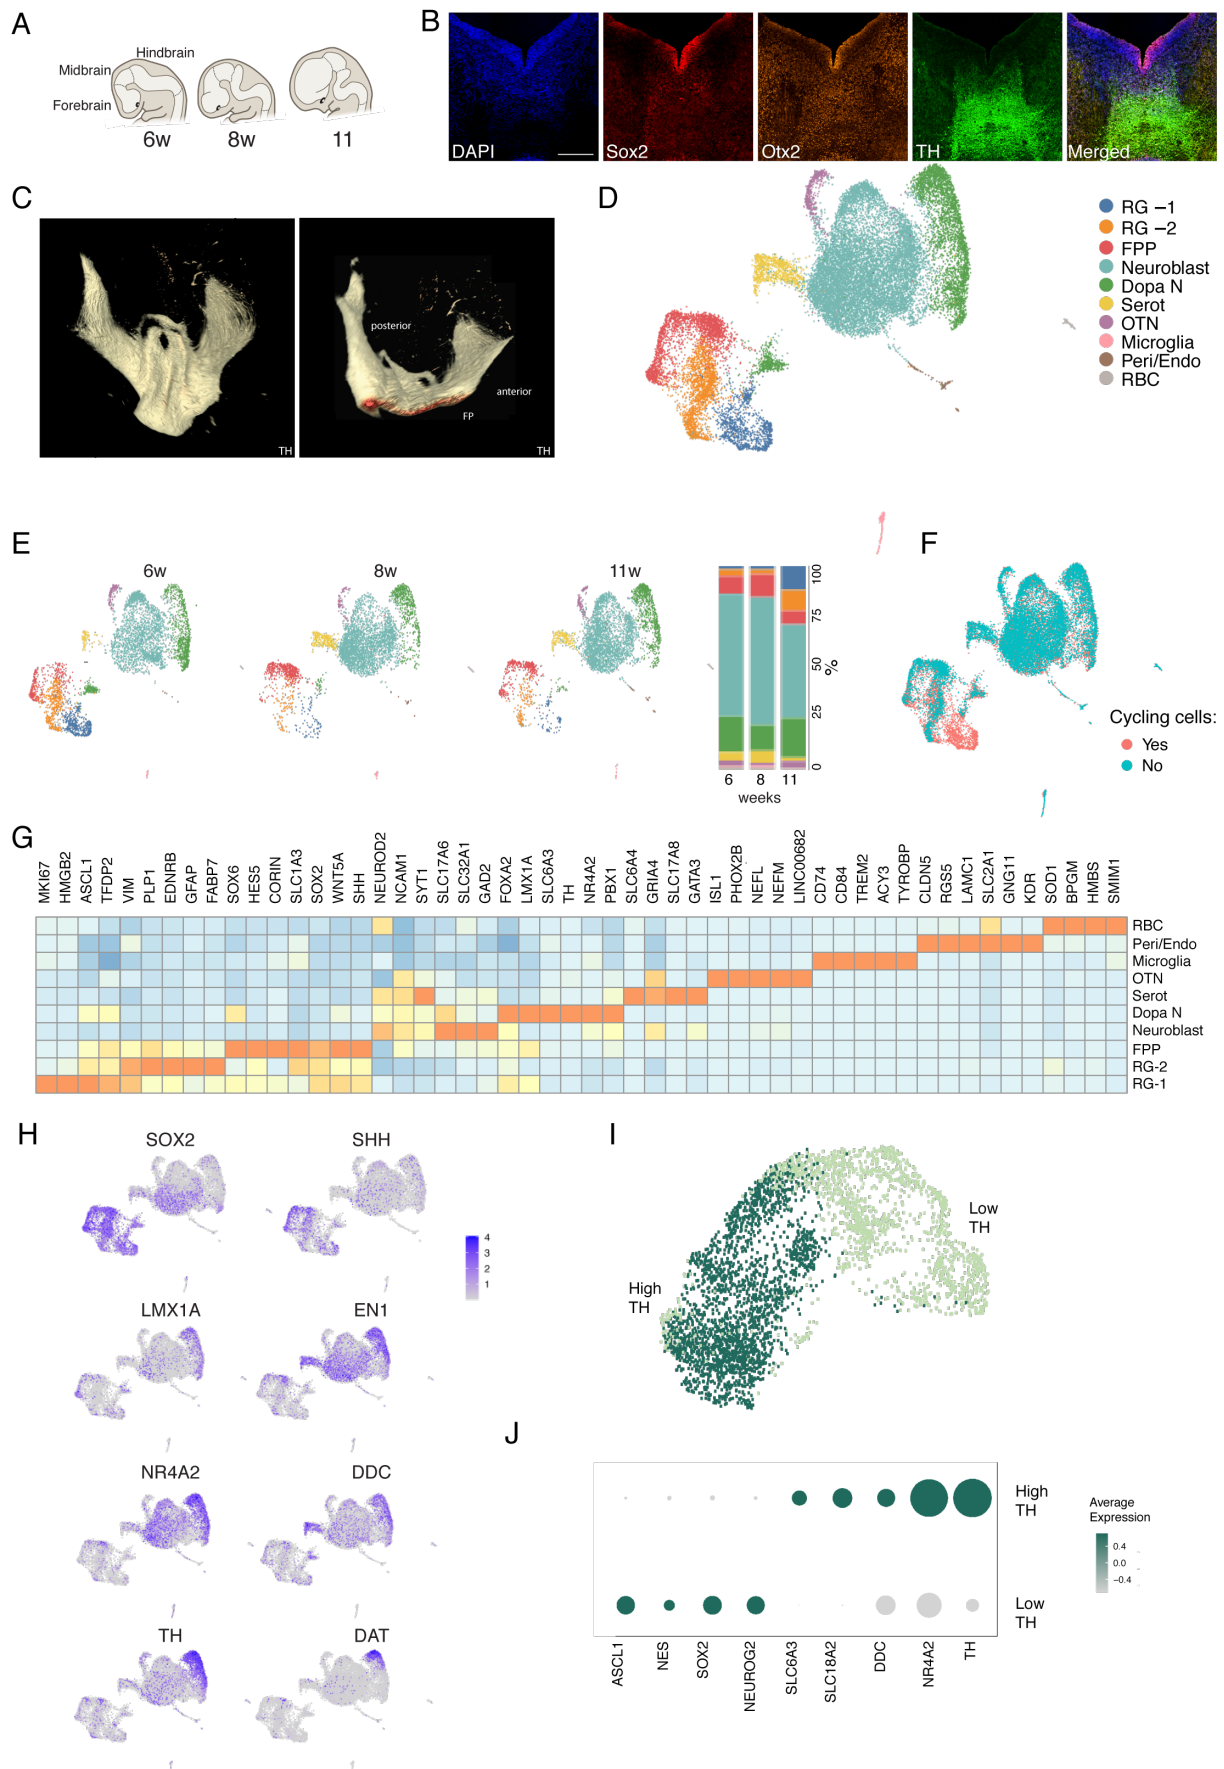 A
Hindbrain
Midbrain
Forebrain
6w
8w
11
B
DAPI
Sox2
Otx2
TH
Merged
C
TH
posterior
anterior
FP
TH
D
RG −1
RG −2
FPP
Neuroblast
Dopa N
Serot
OTN
Microglia
Peri/Endo
RBC
E
6w
8w
11w
100
75
50
25
0
%
6
8
11
weeks
F
Cycling cells:
Yes
No
G
MKI67
HMGB2
ASCL1
TFDP2
VIM
PLP1
EDNRB
GFAP
FABP7
SOX6
HES5
CORIN
SLC1A3
SOX2
WNT5A
SHH
NEUROD2
NCAM1
SYT1
SLC17A6
SLC32A1
GAD2
FOXA2
LMX1A
SLC6A3
TH
NR4A2
PBX1
SLC6A4
GRIA4
SLC17A8
GATA3
ISL1
PHOX2B
NEFL
NEFM
LINC00682
CD74
CD84
TREM2
ACY3
TYROBP
CLDN5
RGS5
LAMC1
SLC2A1
GNG11
KDR
SOD1
BPGM
HMBS
SMIM1
RBC
Peri/Endo
Microglia
OTN
Serot
Dopa N
Neuroblast
FPP
RG-2
RG-1
H
SOX2
SHH
4
3
2
1
LMX1A
EN1
NR4A2
DDC
TH
DAT
I
Low
TH
High
TH
J
High
TH
Low
TH
Average
Expression
0.4
0.0
−0.4
ASCL1
NES
SOX2
NEUROG2
SLC6A3
SLC18A2
DDC
NR4A2
TH